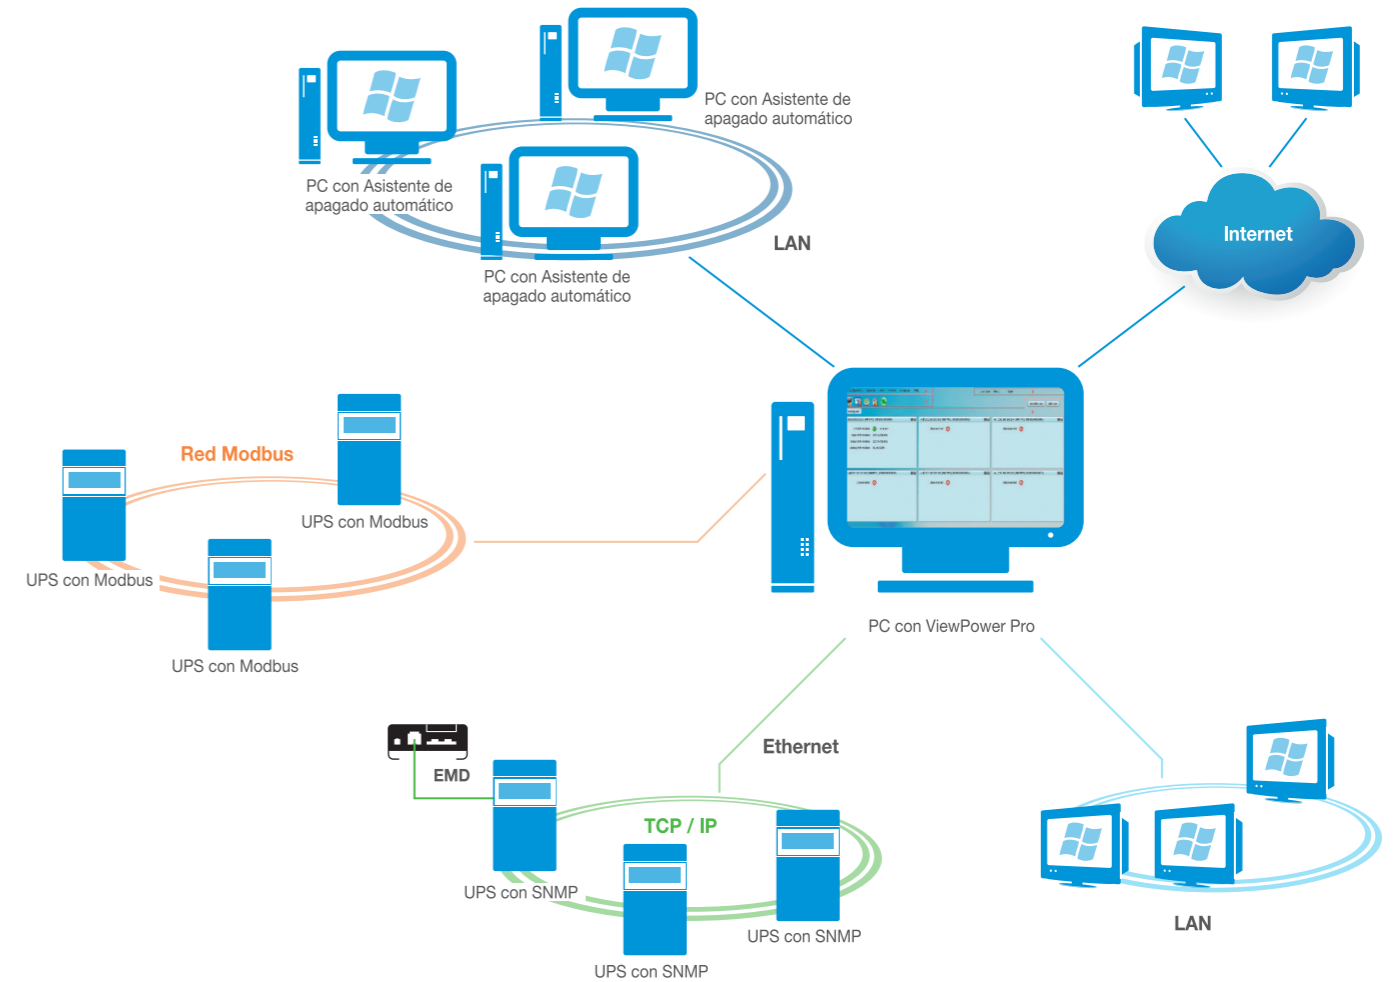 PC con Asistente de
apagado automático
PC con Asistente de
apagado automático
Internet
LAN
PC con Asistente de
apagado automático
Red Modbus
UPS con Modbus
UPS con Modbus
UPS con Modbus
PC con ViewPower Pro
Ethernet
EMD
TCP / IP
UPS con SNMP
LAN
UPS con SNMP
UPS con SNMP